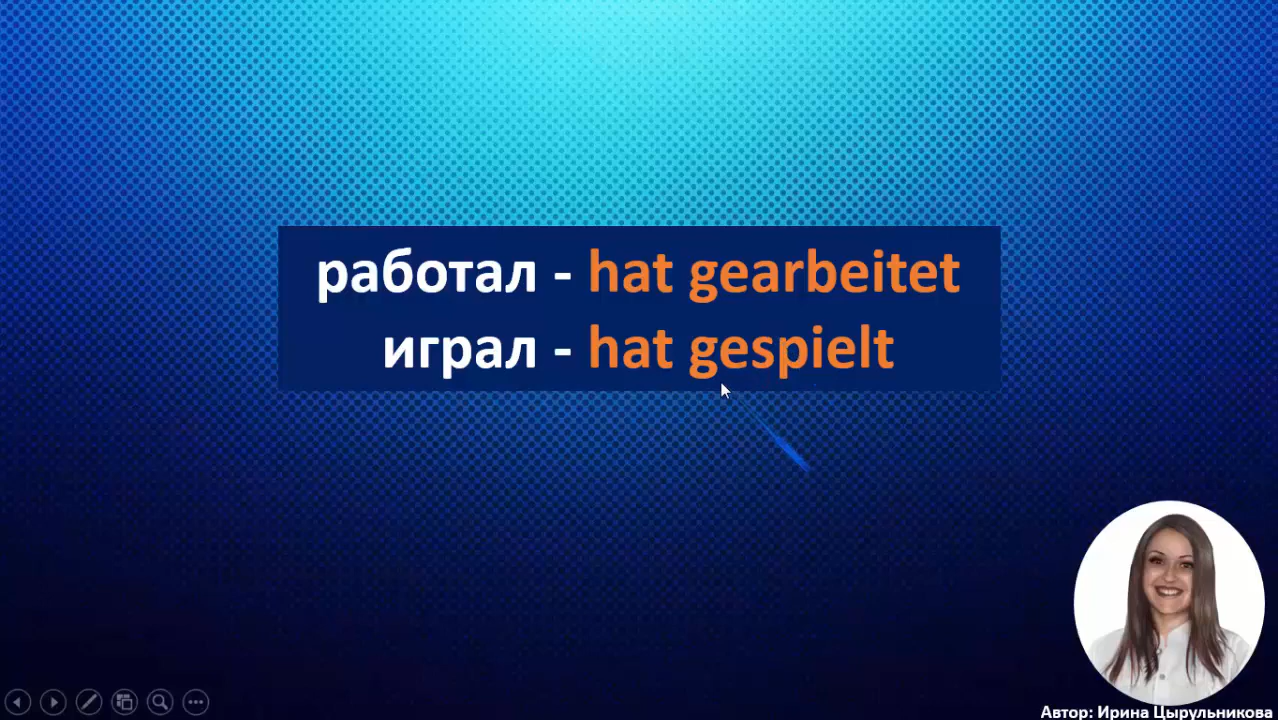 работал - hat gearbeitet
играл - hat gespielt
Автор: Ирина Цырульникова